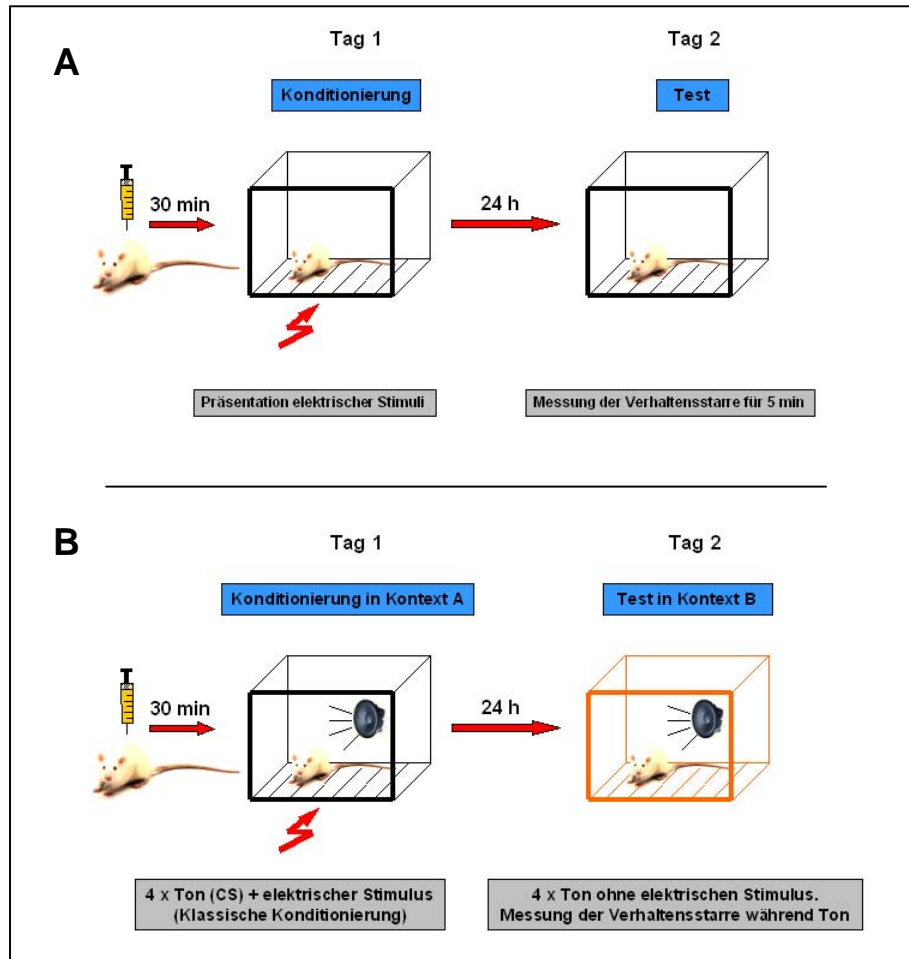 A
Tag 1
Tag 2
Konditionierung
Test
30 min
24 h
Präsentation elektrischer Stimuli
Messung der Verhaltensstarre für 5 min
B
Tag 1
Tag 2
Konditionierung in Kontext A
Test in Kontext B
30 min
24 h
4 x Ton (CS) + elektrischer Stimulus
(Klassische Konditionierung)
4 x Ton ohne elektrischen Stimulus.
Messung der Verhaltensstarre während Ton